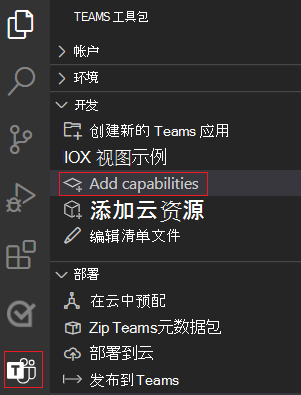 TEAMS 工具包
帐户
环境
开发
创建新的 Teams 应用
IOX 视图示例
Add capabilities
添加云资源
编辑清单文件
部署
在云中预配
Zip Teams元数据包
部署到云
发布到Teams